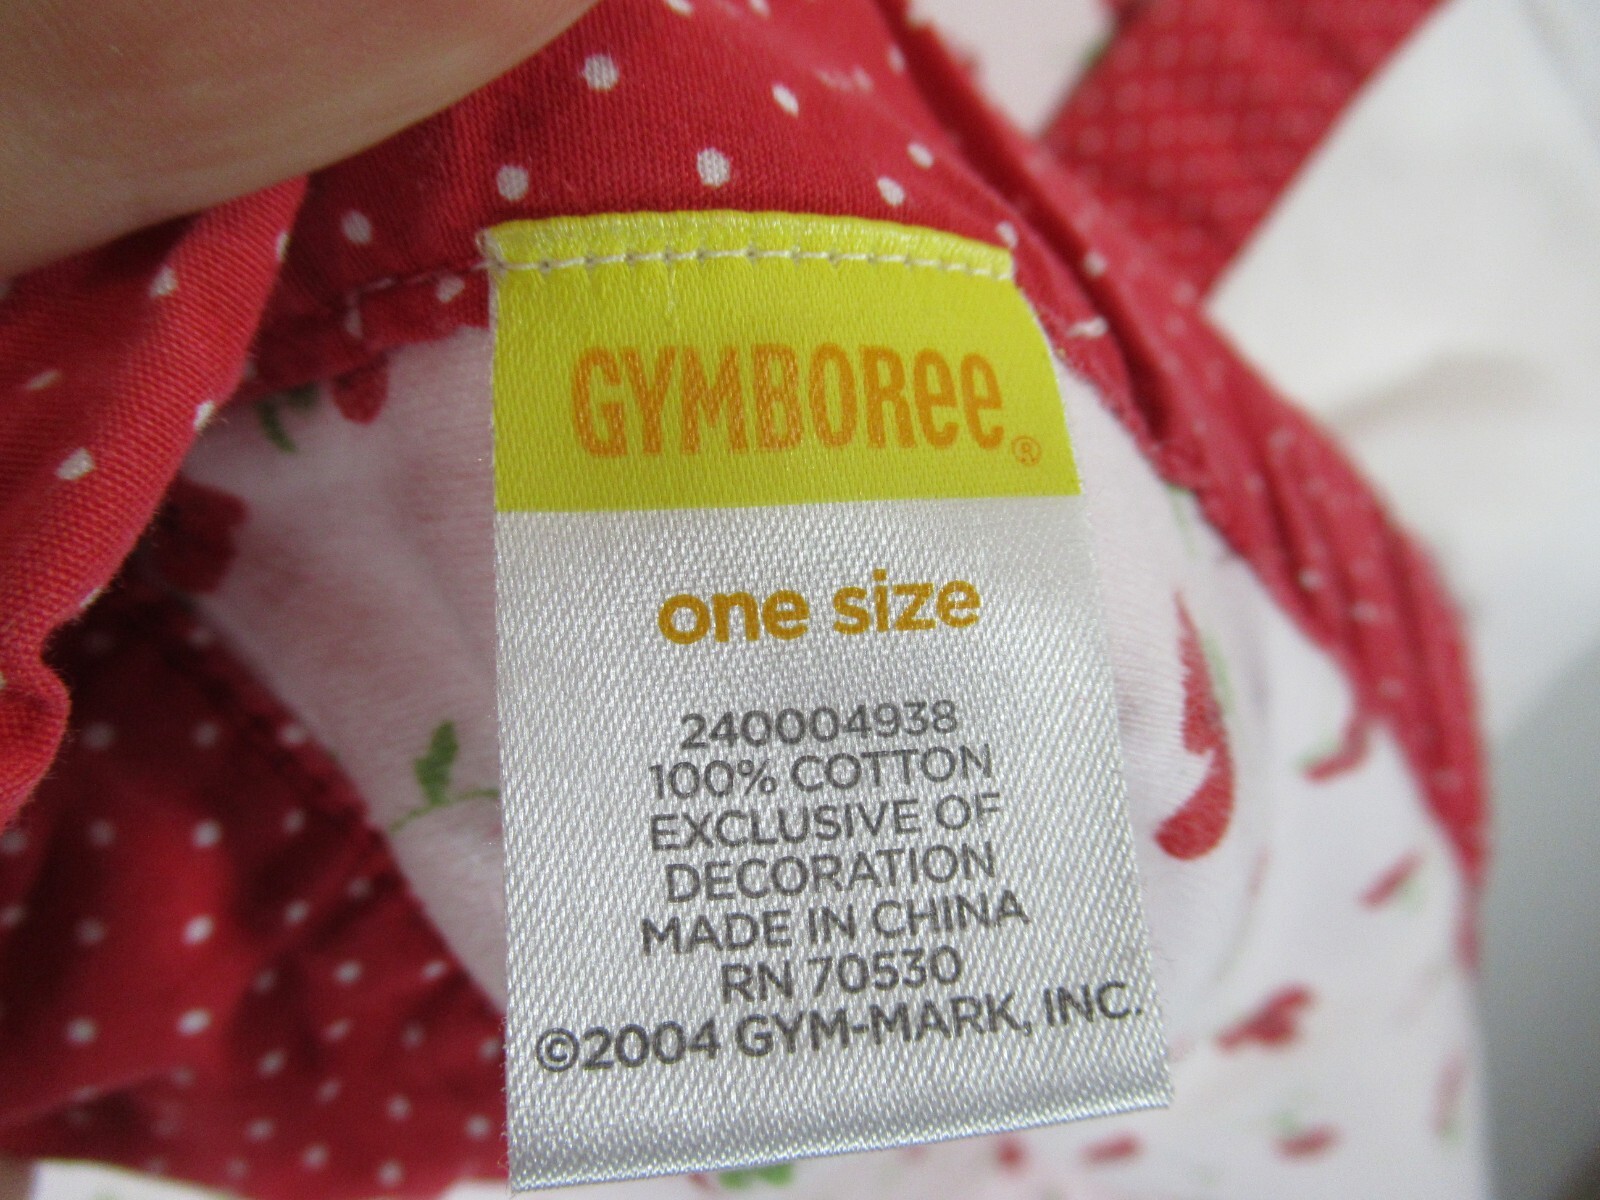 GYMBOREE®
one size
240004938
100% COTTON
EXCLUSIVE OF
DECORATION
MADE IN CHINA
RN 70530
©2004 GYM-MARK, INC.